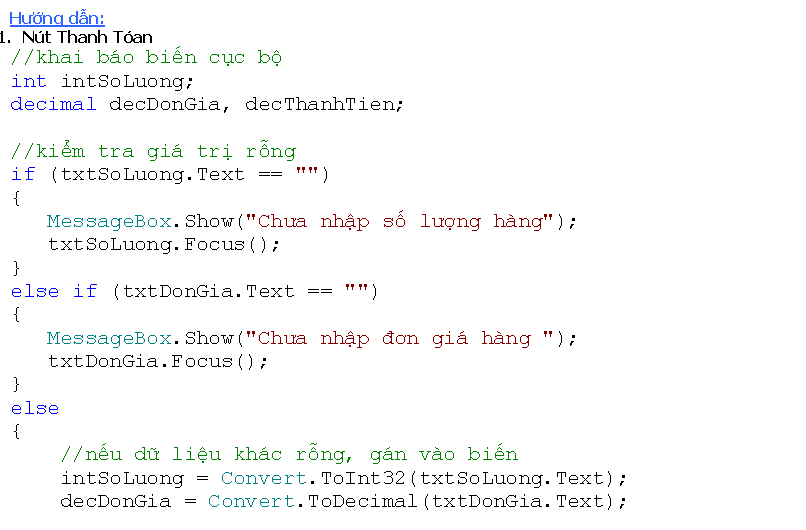 Hướng dẫn:
1. Nút Thanh Tóan
//khai báo biến cục bộ
int intSoLuong;
decimal decDonGia, decThanhTien;
//kiểm tra giá trị rỗng
if (txtSoLuong.Text == "")
{
MessageBox.Show("Chưa nhập số lượng hàng");
txtSoLuong.Focus();
}
else if (txtDonGia.Text == "")
{
MessageBox.Show("Chưa nhập đơn giá hàng ");
txtDonGia.Focus();
}
else
{
//nếu dữ liệu khác rỗng, gán vào biến
intSoLuong = Convert.ToInt32(txtSoLuong.Text);
decDonGia = Convert.ToDecimal(txtDonGia.Text);